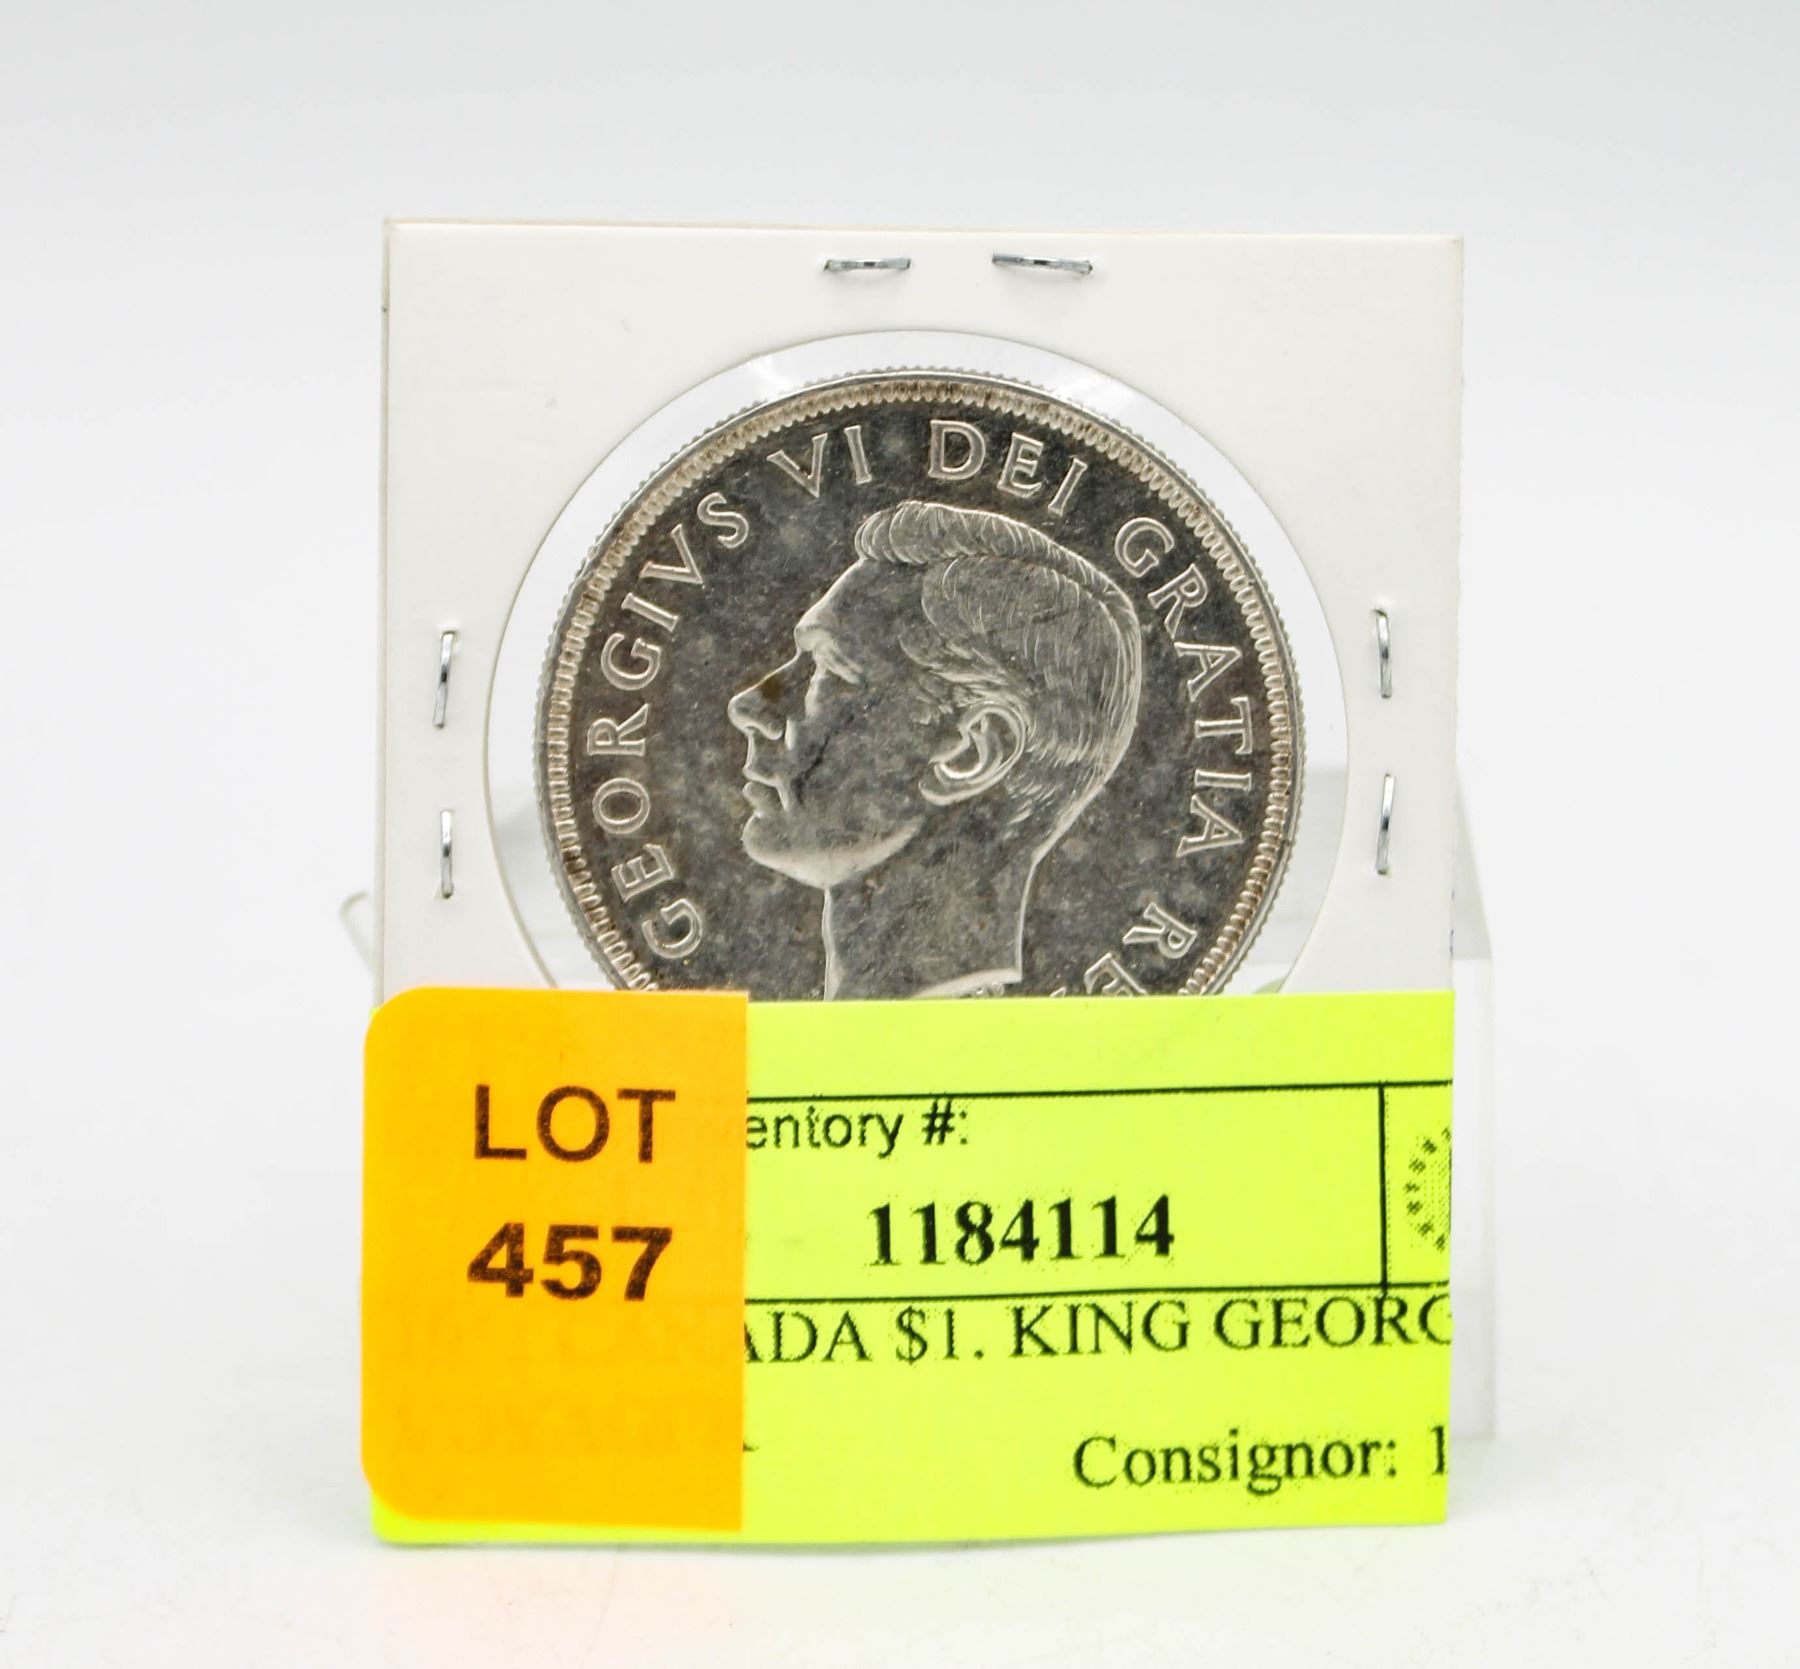 GEORGIVS VI DEI GRATIA RE
LOT
457
entory #:
1184114
ADA $1. KING GEORG
Consignor: 1